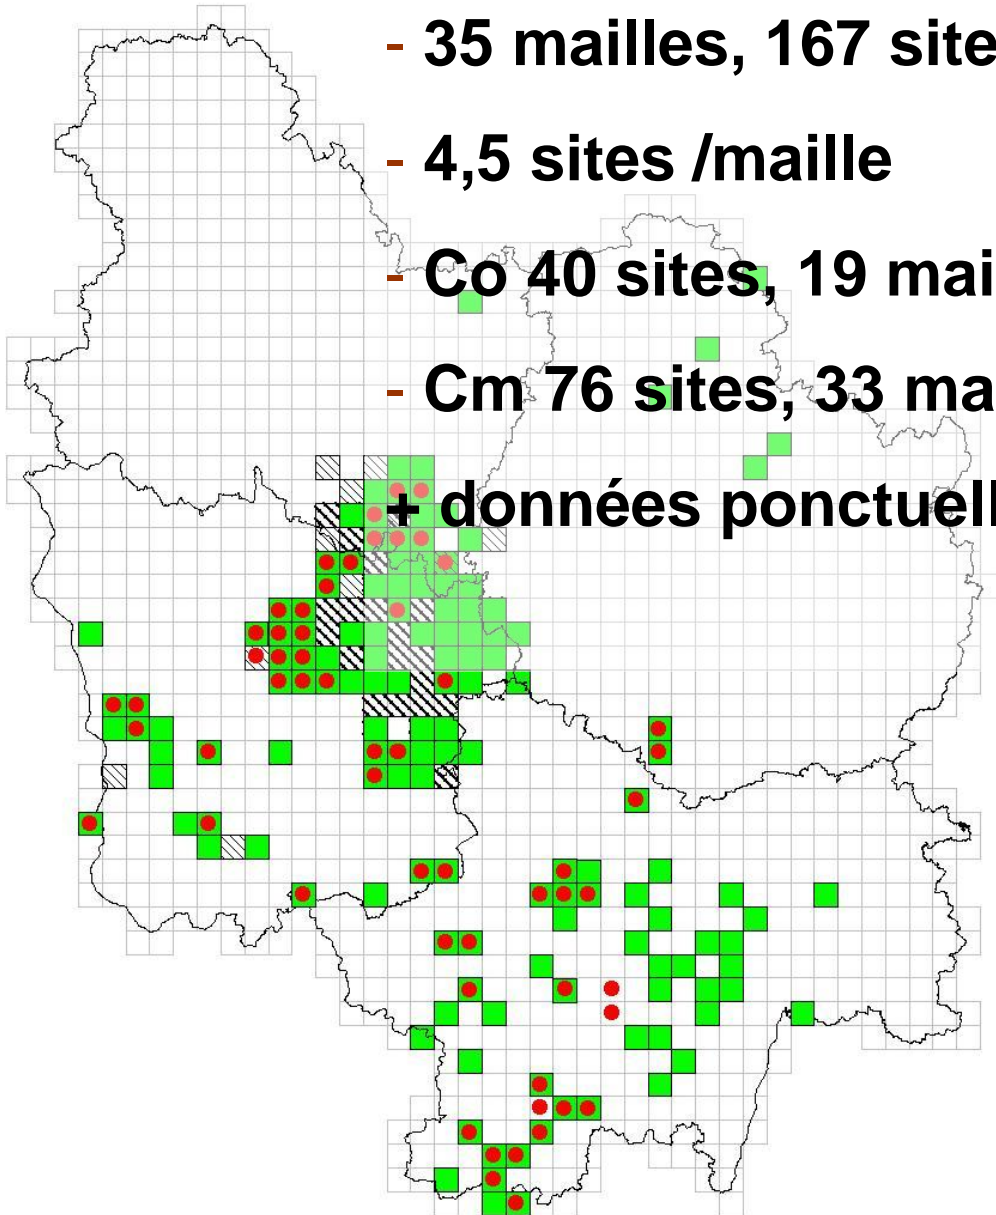 - 35 mailles, 167 site
- 4,5 sites /maille
- Co 40 sites, 19 mai
- Cm 76 sites, 33 ma
+ données ponctuell